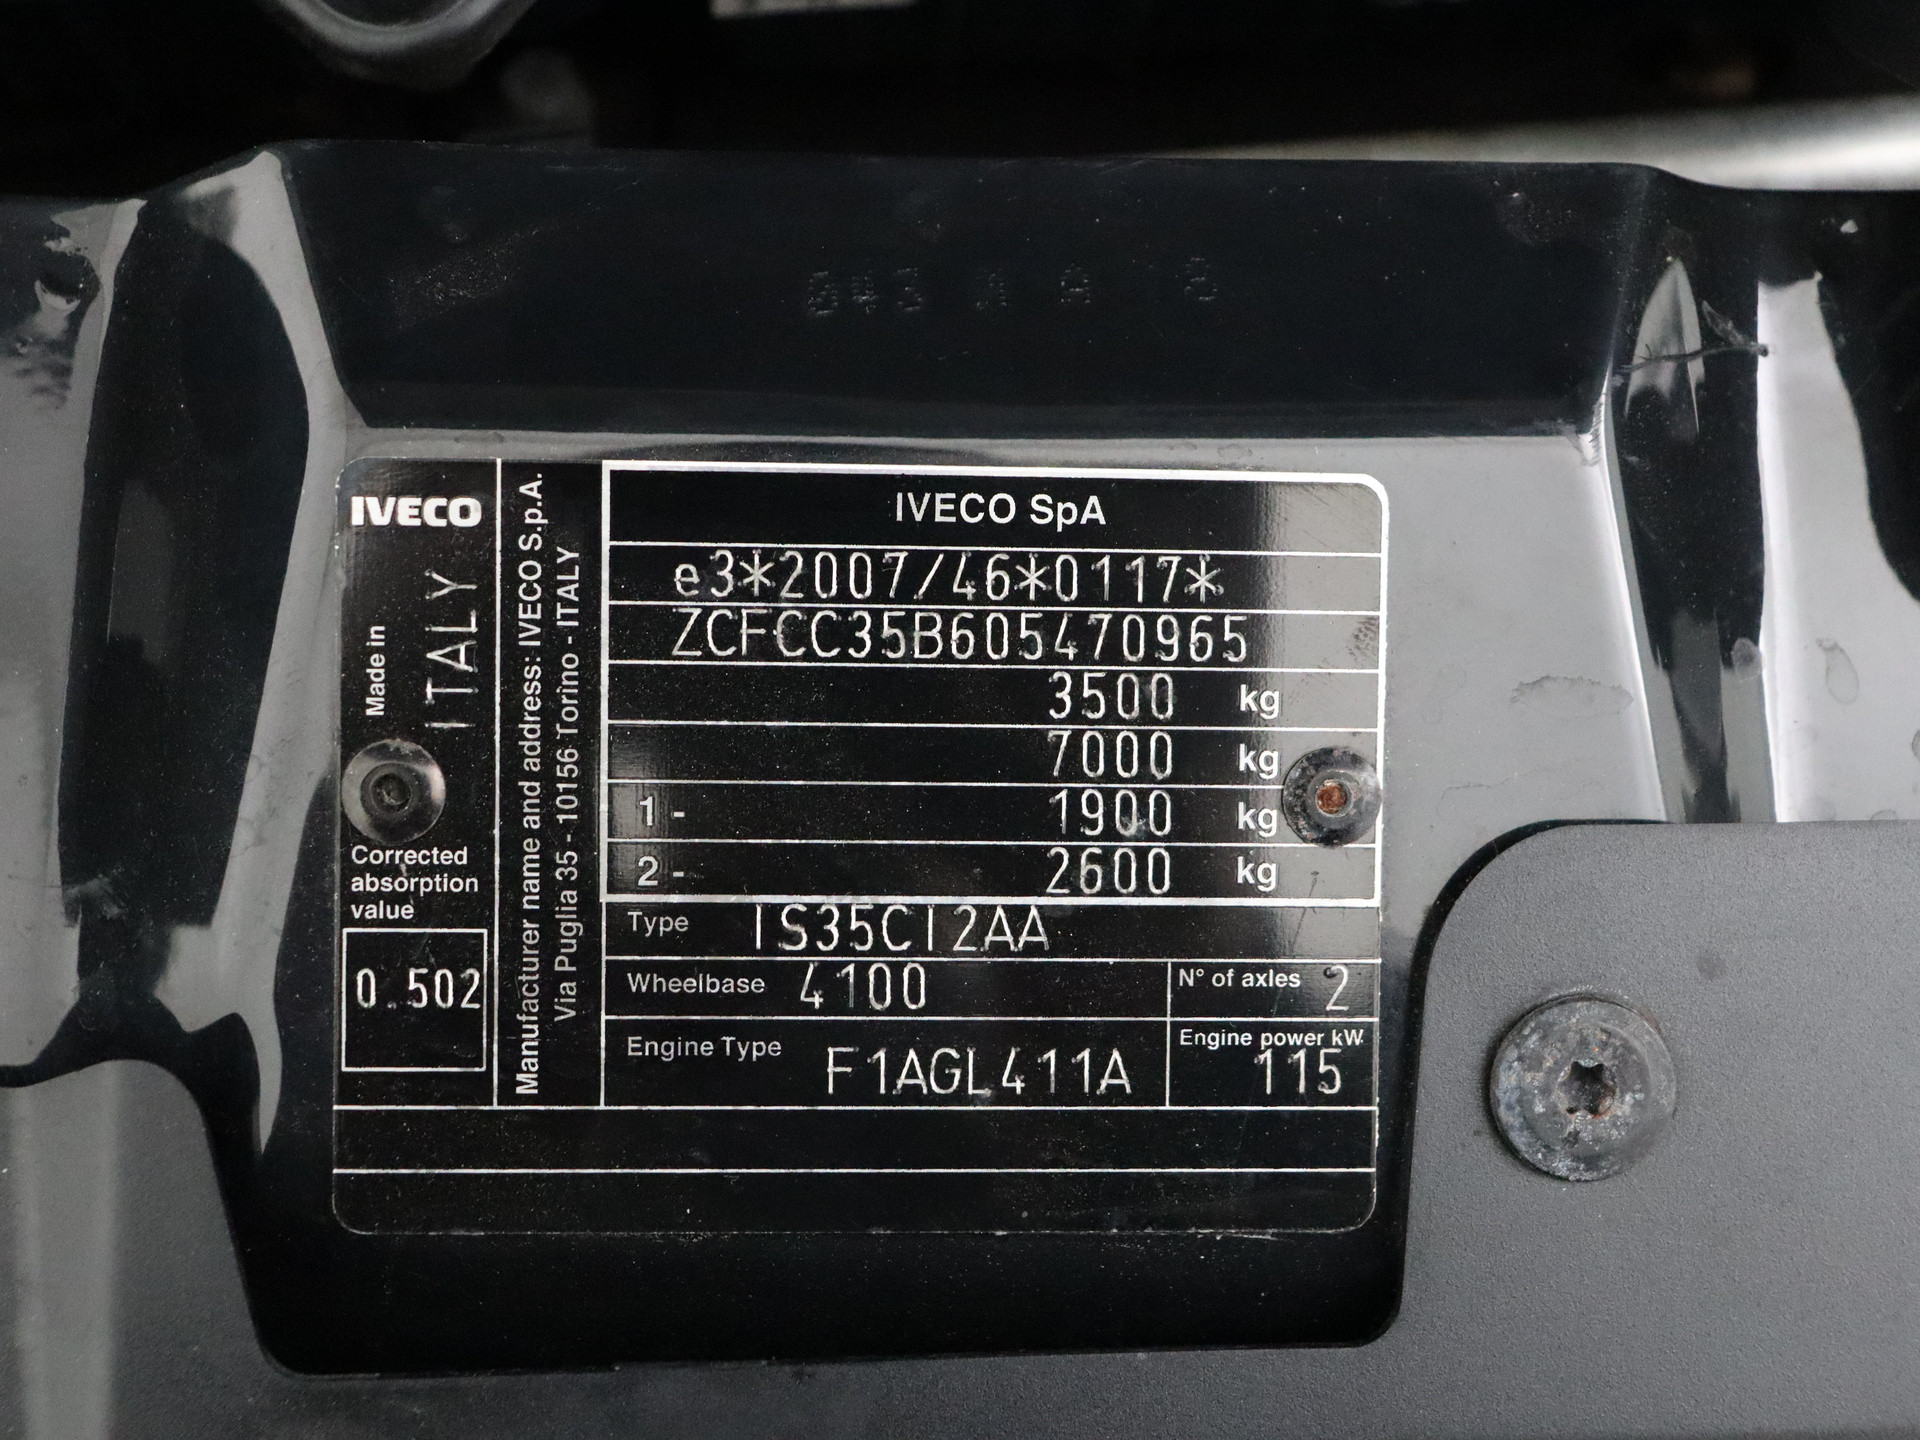 IVECO
Made in ITALY
Corrected
absorption
value
0.502
Manufacturer name and address: IVECO S.p.A.
Via Puglia 35 - 10156 Torino - ITALY
IVECO SpA
e3*2007/46*0117*
ZCFCC35B605470965
3500 kg
7000 kg
1 - 1900 kg
2 - 2600 kg
Type IS35CI2AA
Wheelbase 4100
N° of axles 2
Engine Type F1AGL411A
Engine power kW
115